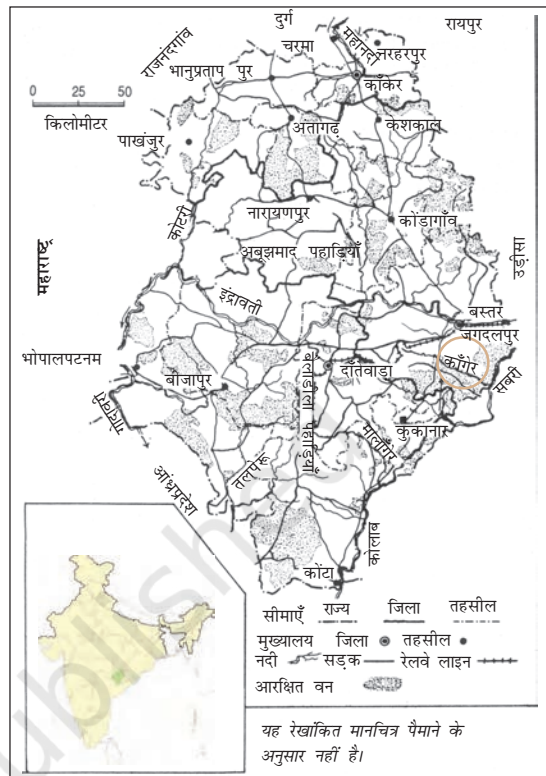 दुर्ग
रायपुर
राजनंदगांव
चरमा
महानदी
नरहरपुर
भानुप्रताप पुर
काँकेर
0 25 50
किलोमीटर
अंतागढ़
केशकाल
पाखंजुर
कोटरी
नारायणपुर
कोंडागाँव
महाराष्ट्र
अबूझमाद पहाड़ियाँ
उड़ीसा
इंद्रावती
बस्तर
जगदलपुर
भोपालपटनम
बीजापुर
बैलाडीला पहाड़ियाँ
दाँतेवाड़ा
काँगेर
सबरी
गोदावरी
कुकानार
मालांगेर
आंध्रप्रदेश
तलपेरू
कोलाब
कोंटा
सीमाएँ राज्य जिला तहसील
मुख्यालय जिला तहसील
नदी सड़क रेलवे लाइन
आरक्षित वन
यह रेखांकित मानचित्र पैमाने के
अनुसार नहीं है।